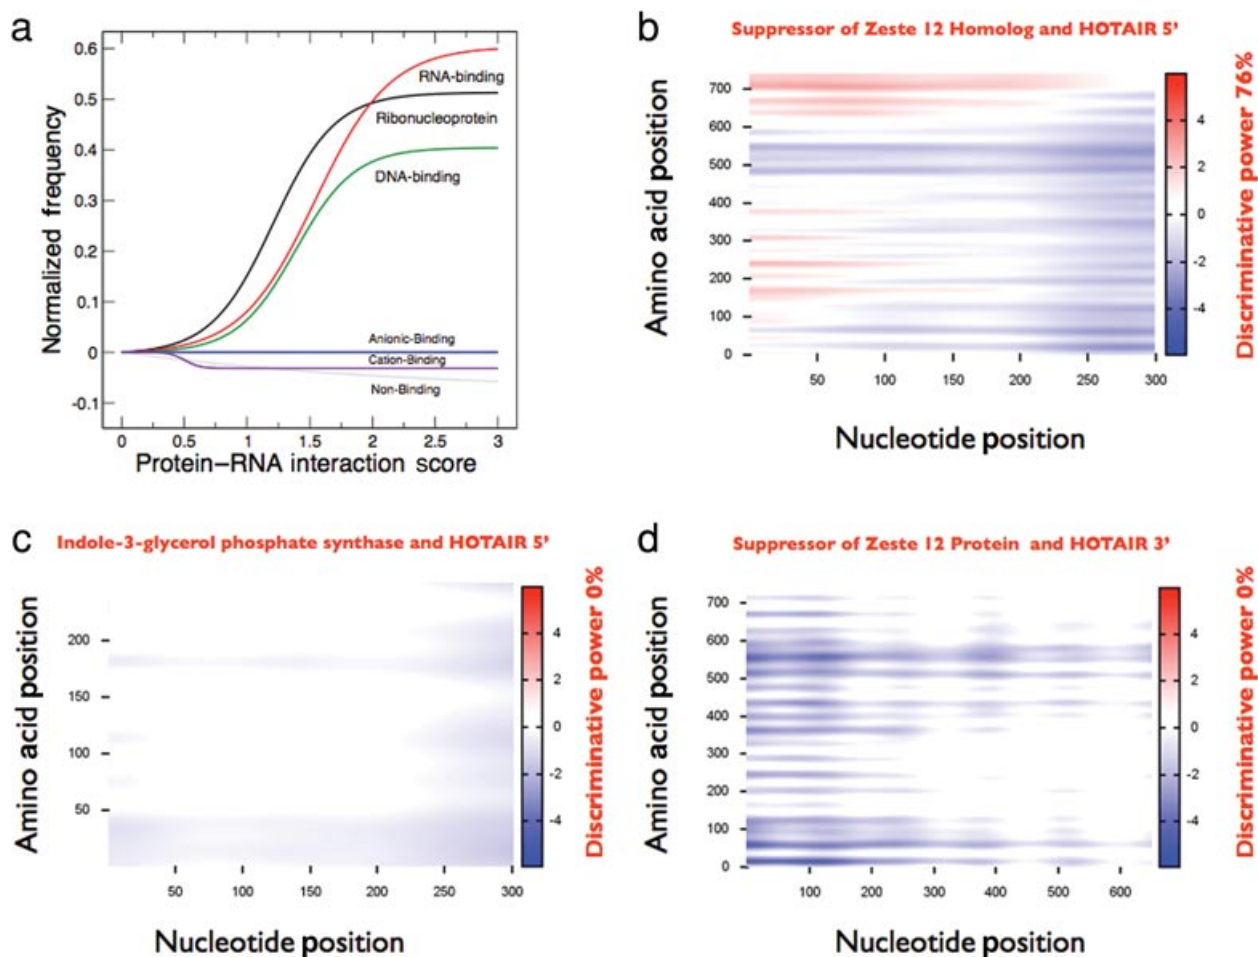 a
Normalized frequency
0.6
0.5
0.4
0.3
0.2
0.1
0
-0.1
RNA-binding
Ribonucleoprotein
DNA-binding
Anionic-Binding
Cation-Binding
Non-Binding
0 0.5 1 1.5 2 2.5 3
Protein–RNA interaction score
b
Suppressor of Zeste 12 Homolog and HOTAIR 5’
Amino acid position
700
600
500
400
300
200
100
0
50 100 150 200 250 300
Nucleotide position
4
2
0
-2
-4
Discriminative power 76%
c
Indole-3-glycerol phosphate synthase and HOTAIR 5’
Amino acid position
200
150
100
50
50 100 150 200 250 300
Nucleotide position
4
2
0
-2
-4
Discriminative power 0%
d
Suppressor of Zeste 12 Protein and HOTAIR 3’
Amino acid position
700
600
500
400
300
200
100
0
100 200 300 400 500 600
Nucleotide position
4
2
0
-2
-4
Discriminative power 0%